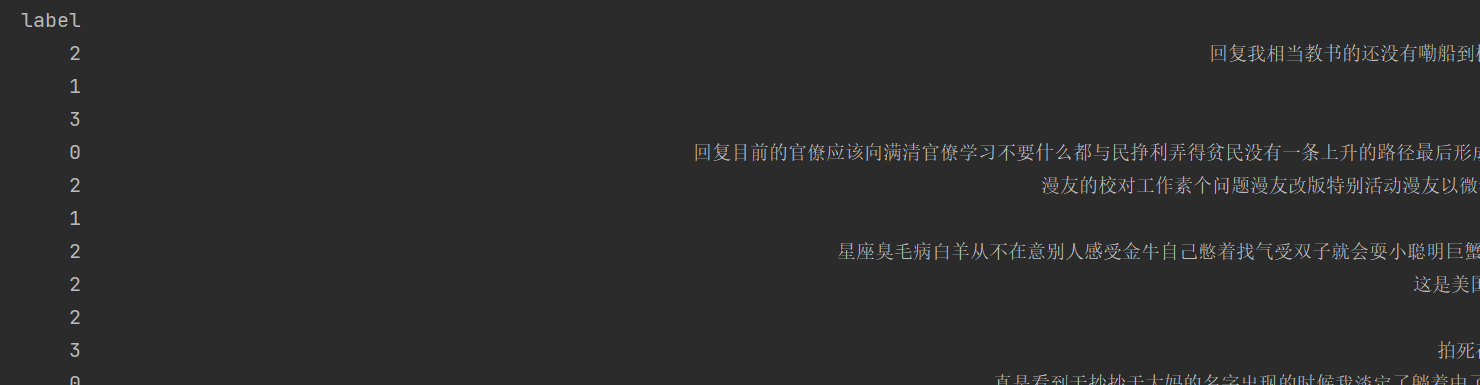 label
2 回复我相当教书的还没有嘞船到
1
3
0 回复目前的官僚应该向满清官僚学习不要什么都与民挣利弄得贫民没有一条上升的路径最后形成
2 漫友的校对工作素个问题漫友改版特别活动漫友以微
1
2 星座臭毛病白羊从不在意别人感受金牛自己憋着找气受双子就会耍小聪明巨蟹
2 这是美国
2
3 拍死
0